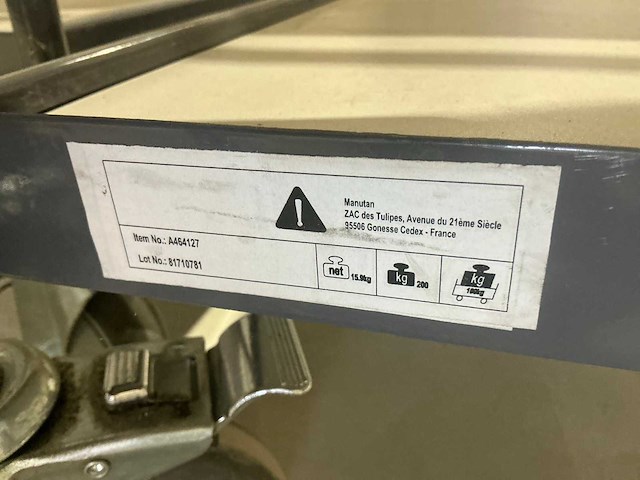 Manutan
ZAC des Tulipes, Avenue du 21ème Siècle
95506 Gonesse Cedex - France
Item No.: A464127
Lot No.: 81710781
net 15.9kg
kg 200
kg
100kg